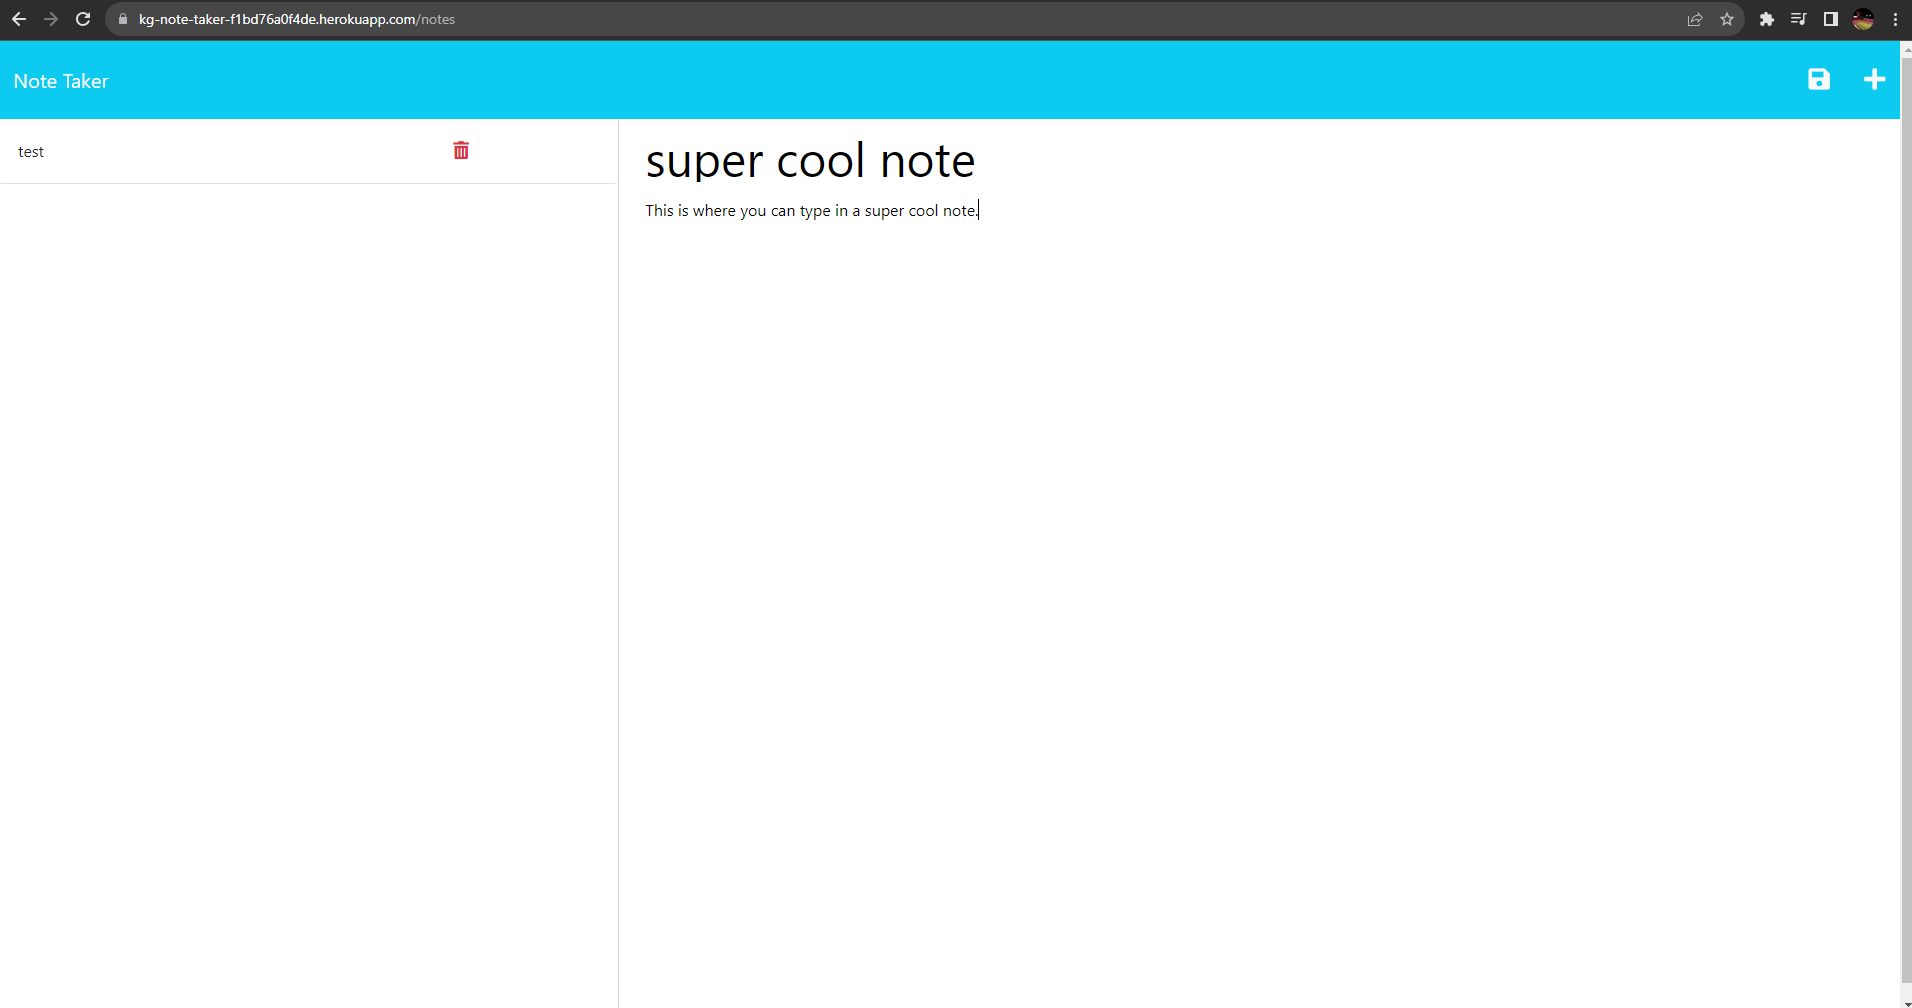 kg-note-taker-f1bd76a0f4de.herokuapp.com/notes
Note Taker
test
super cool note
This is where you can type in a super cool note.